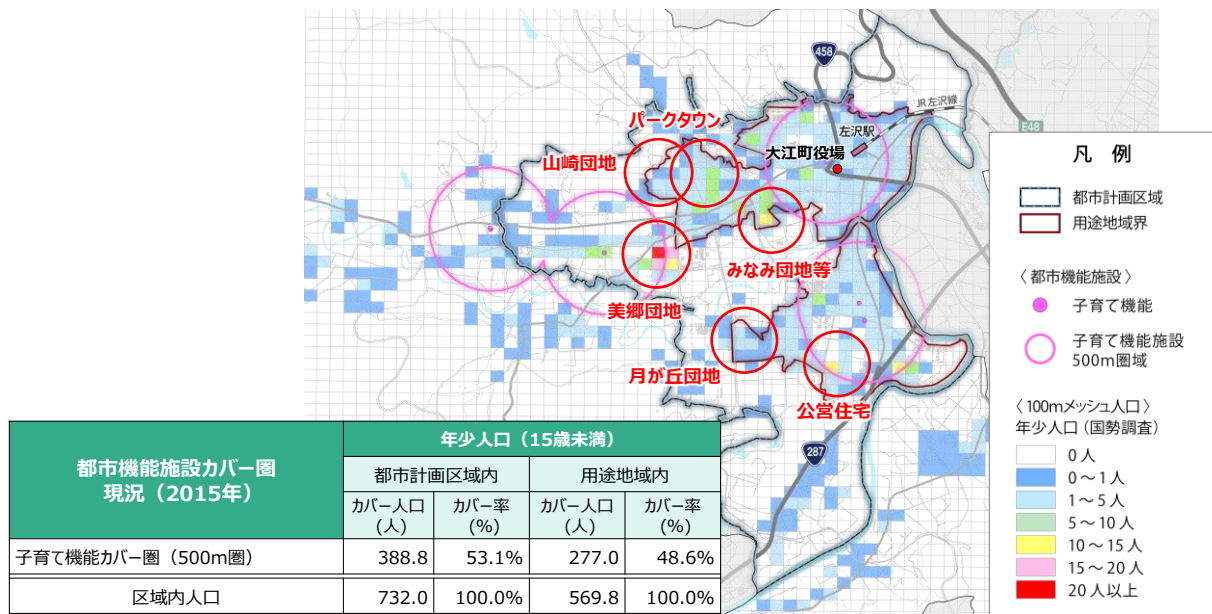 458
JR左沢線
パークタウン
左沢駅
E48
山崎団地
大江町役場
みなみ団地等
美郷団地
月が丘団地
公営住宅
287
凡 例
都市計画区域
用途地域界
〈都市機能施設〉
子育て機能
子育て機能施設
500m圏域
〈100mメッシュ人口〉
年少人口(国勢調査)
0人
0～1人
1～5人
5～10人
10～15人
15～20人
20人以上
都市機能施設カバー圏
現況(2015年)
年少人口(15歳未満)
都市計画区域内 用途地域内
カバー人口
(人)
カバー率
(%)
カバー人口
(人)
カバー率
(%)
子育て機能カバー圏(500m圏) 388.8 53.1% 277.0 48.6%
区域内人口 732.0 100.0% 569.8 100.0%